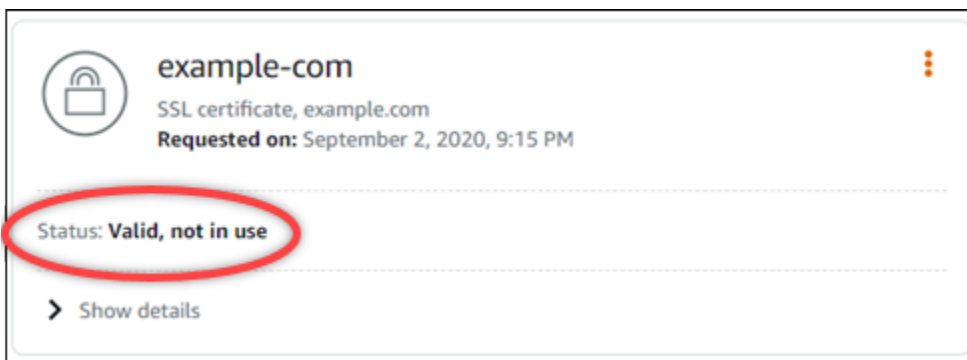 example-com
SSL certificate, example.com
Requested on: September 2, 2020, 9:15 PM
Status: Valid, not in use
Show details